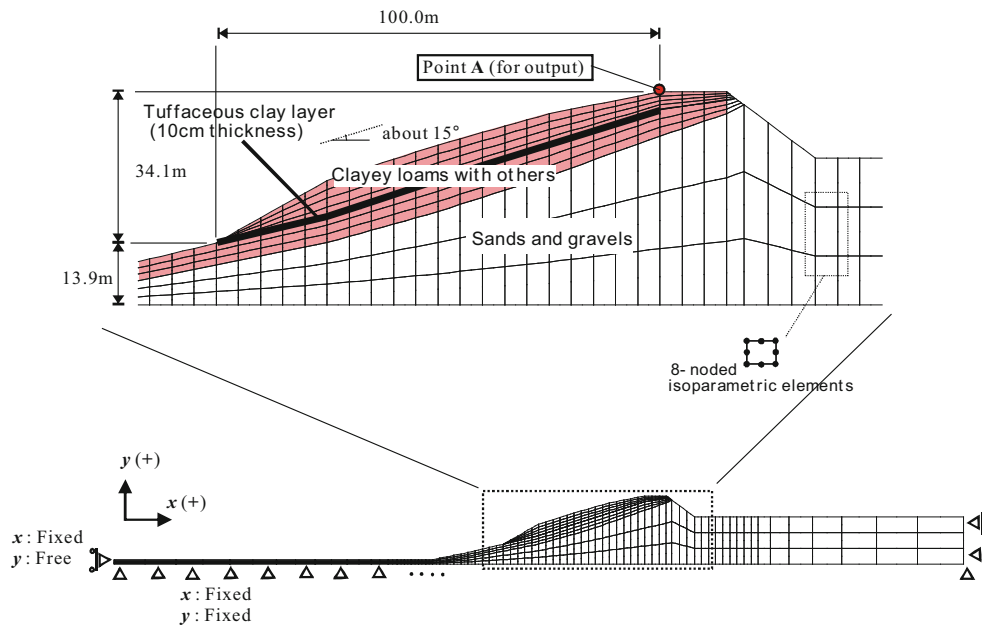 100.0m
Point A (for output)
Tuffaceous clay layer
(10cm thickness)
about 15°
34.1m
Clayey loams with others
Sands and gravels
13.9m
8- noded
isoparametric elements
y (+)
x (+)
x : Fixed
y : Free
x : Fixed
y : Fixed